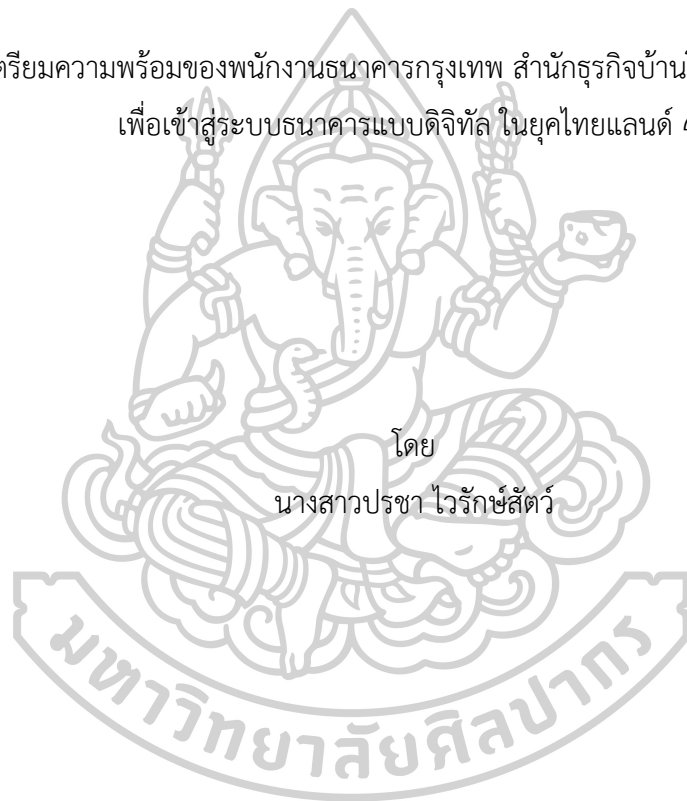 ตรียมความพร้อมของพนักงานธนาคารกรุงเทพ สำนักธุรกิจบ้าน
เพื่อเข้าสู่ระบบธนาคารแบบดิจิทัล ในยุคไทยแลนด์
โดย
นางสาวปรชา ไวรักษ์สัตว์
มหาวิทยาลัยศิลปากร